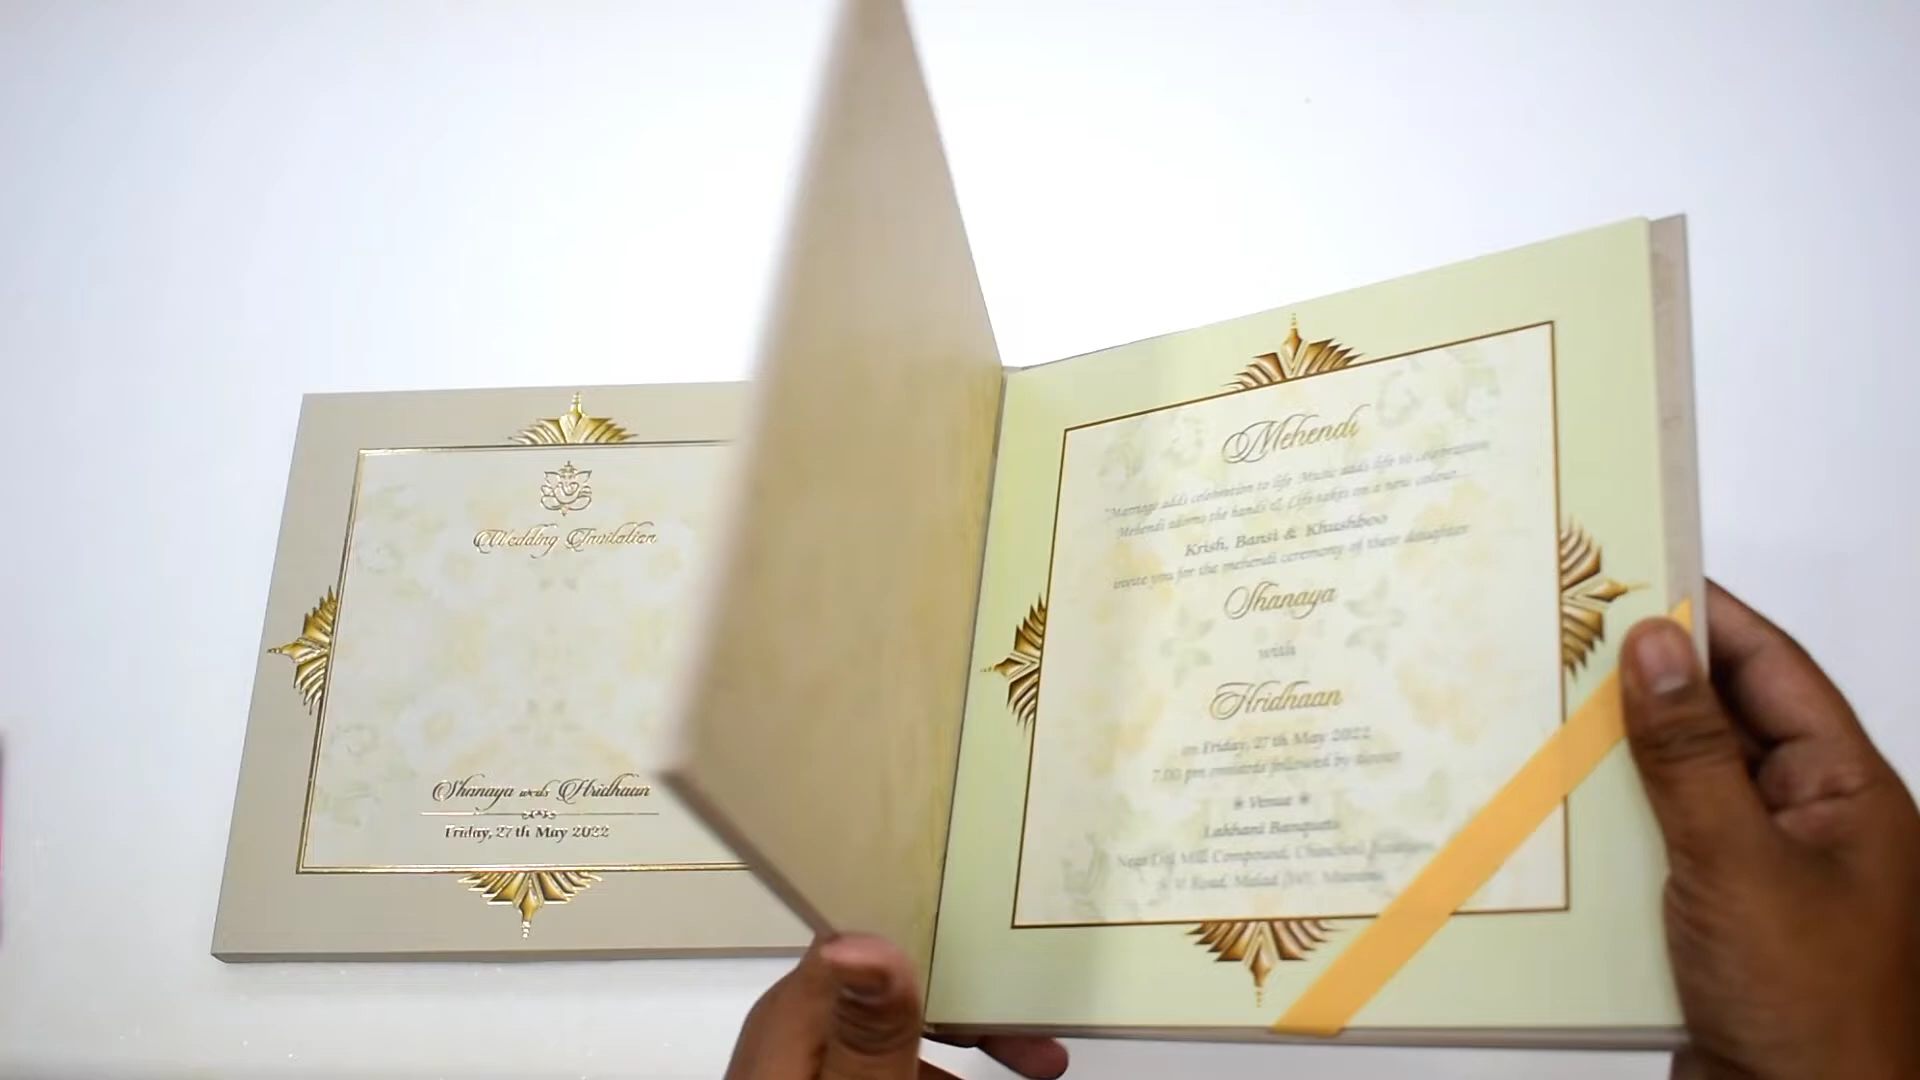 Wedding Invitation
Shanaya weds Hridhaan
Friday, 27th May 2022
Mehendi
"Marriage adds celebration to life Music adds life to celebration
Mehendi adorns the hands & Life takes on a new colour...
Krish, Bansi & Khushboo
invite you for the mehendi ceremony of their daughter
Shanaya
with
Hridhaan
on Friday, 27th May 2022
7.00 pm onwards followed by dinner
Venue
Lakhani Banquets
Near Dal Mill Compound, Chincholi
S. V. Road, Malad (W), Mumbai